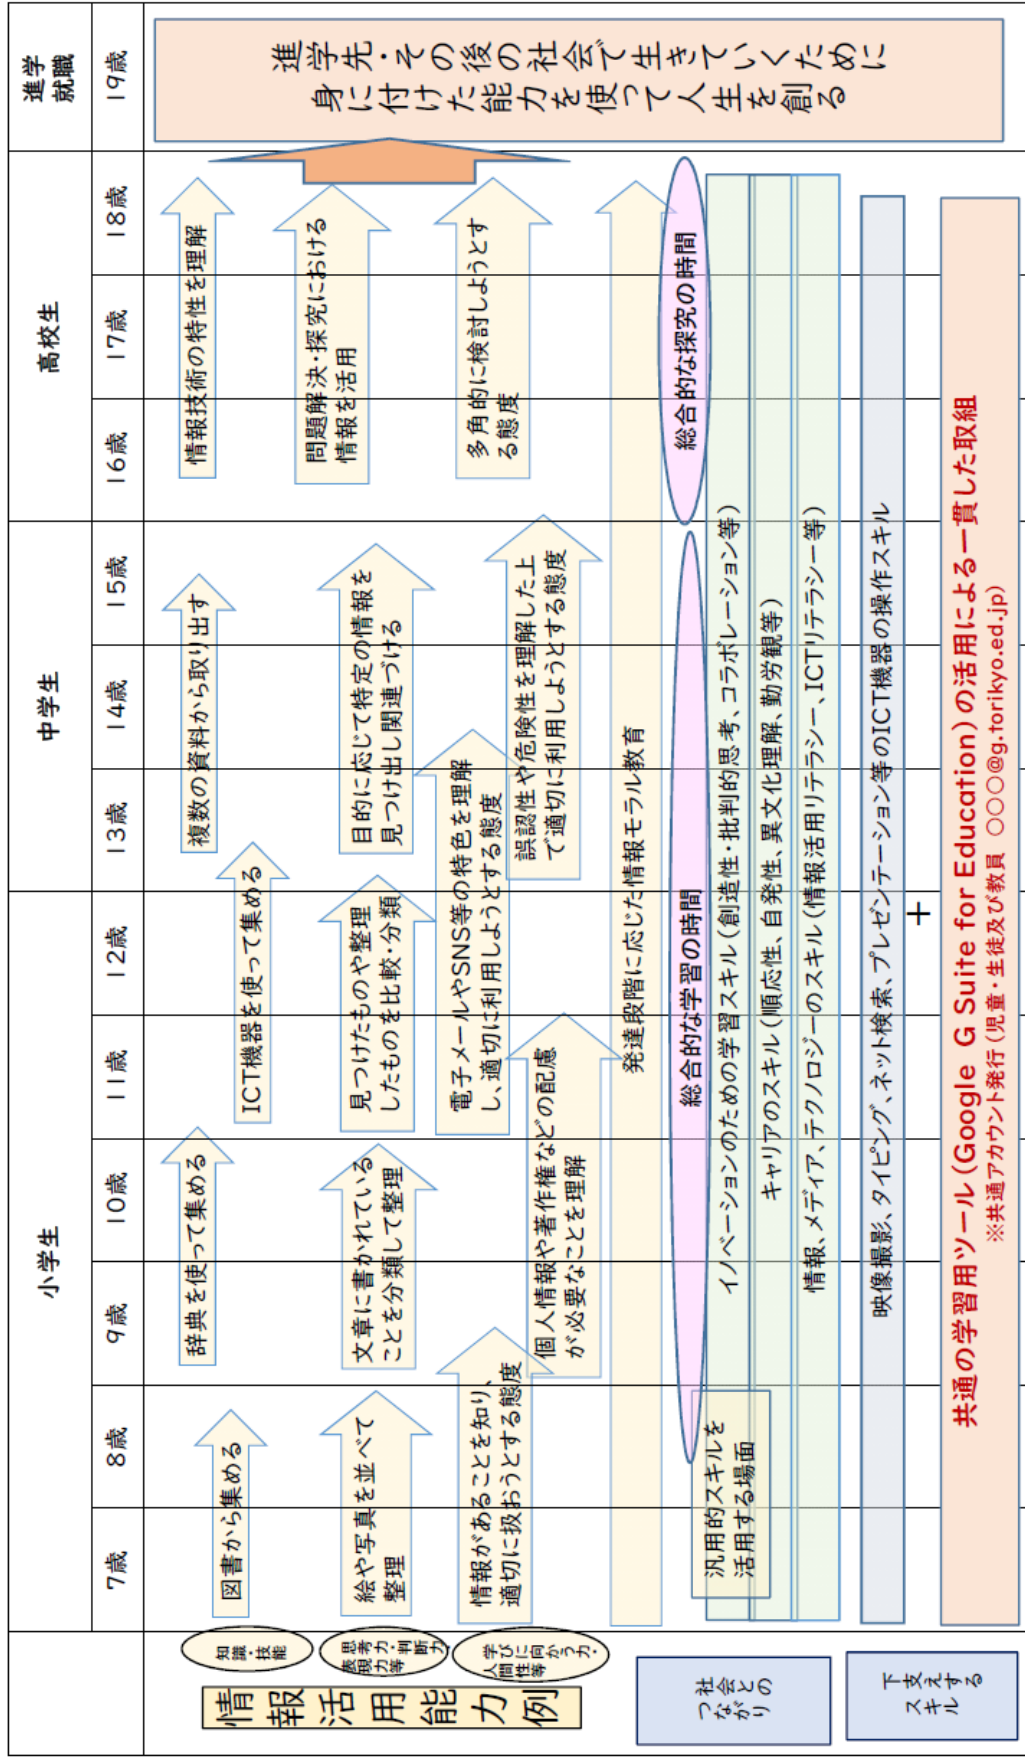 小学生
中学生
高校生
進学
就職
7歳
8歳
9歳
10歳
11歳
12歳
13歳
14歳
15歳
16歳
17歳
18歳
19歳
情報活用能力例
知識・技能
思考力・判断力・
表現力等
学びに向かう力・
人間性等
図書から集める
辞典を使って集める
ICT機器を使って集める
複数の資料から取り出す
情報技術の特性を理解
絵や写真を並べて
整理
文章に書かれている
ことを分類して整理
見つけたものや整理
したものを比較・分類
目的に応じて特定の情報を
見つけ出し関連づける
問題解決・探究における
情報を活用
情報があることを知り、
適切に扱おうとする態度
個人情報や著作権などの配慮
が必要なことを理解
電子メールやSNS等の特色を理解
し、適切に利用しようとする態度
誤認性や危険性を理解した上
で適切に利用しようとする態度
多角的に検討しようとす
る態度
発達段階に応じた情報モラル教育
進学先・その後の社会で生きていくために
身に付けた能力を使って人生を創る
社会との
つながり
汎用的スキルを
活用する場面
総合的な学習の時間
総合的な探究の時間
イノベーションのための学習スキル(創造性・批判的思考、コラボレーション等)
キャリアのスキル(順応性、自発性、異文化理解、勤労観等)
情報、メディア、テクノロジーのスキル(情報活用リテラシー、ICTリテラシー等)
下支えする
スキル
映像撮影、タイピング、ネット検索、プレゼンテーション等のICT機器の操作スキル
＋
共通の学習用ツール(Google G Suite for Education)の活用による一貫した取組
※共通アカウント発行(児童・生徒及び教員 〇〇〇@g.torikyo.ed.jp)